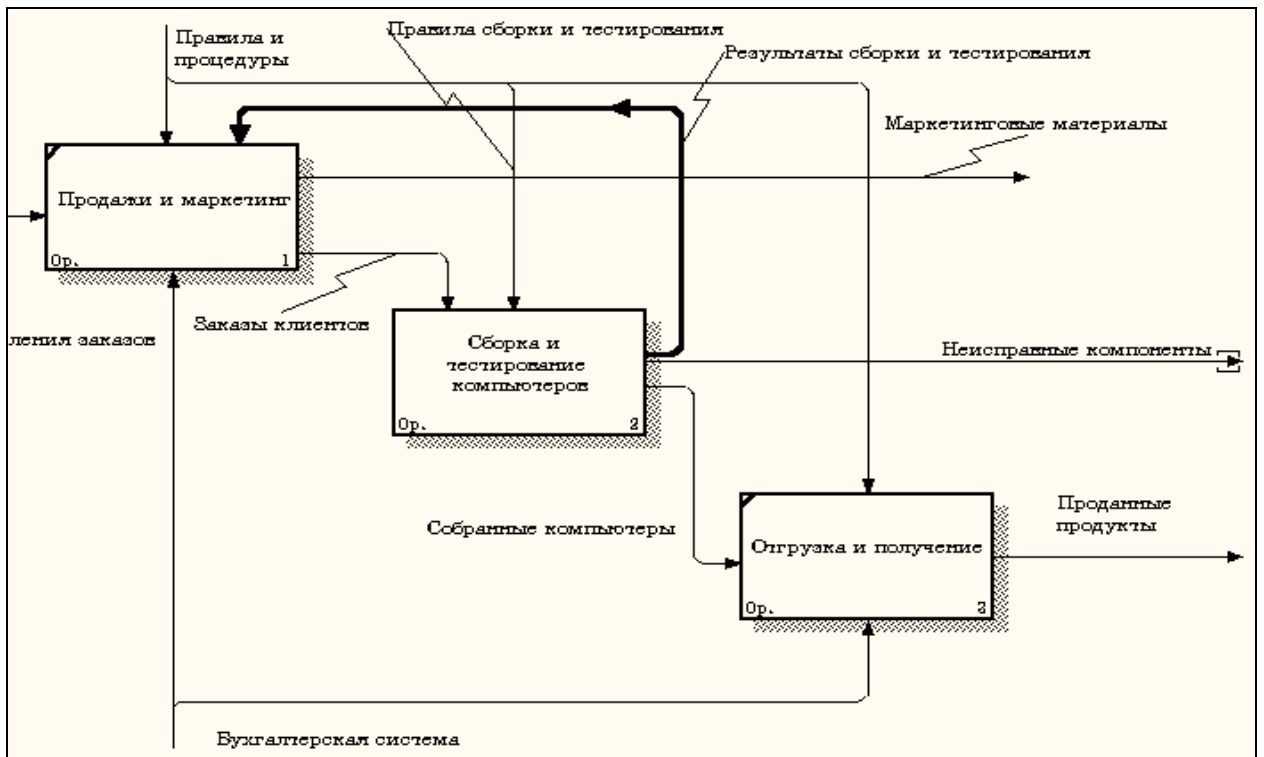 Правила и
процедуры
Правила сборки и тестирования
Результаты сборки и тестирования
Маркетинговые материалы
Продажи и маркетинг
0р.
1
Заказы клиентов
ления заказов
Сборка и
тестирование
компьютеров
0р.
2
Неисправные компоненты
Собранные компьютеры
Отгрузка и получение
0р.
3
Проданные
продукты
Бухгалтерская система